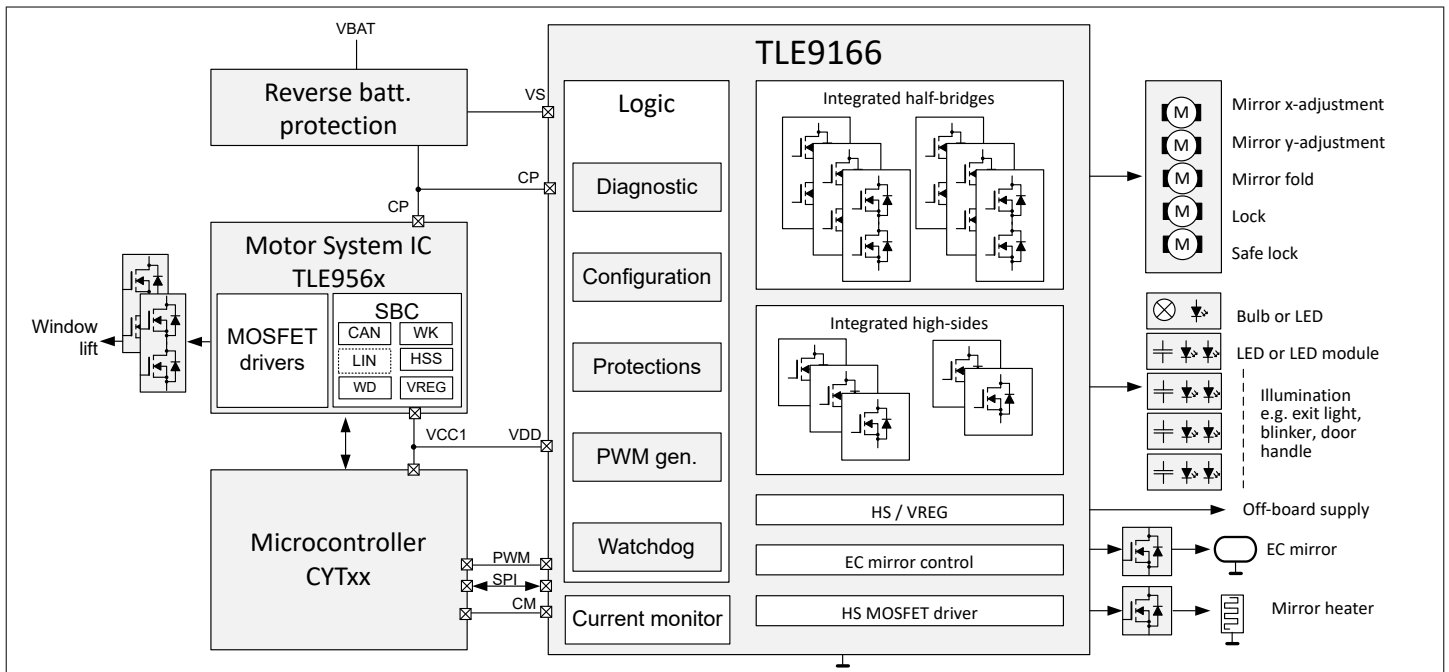 VBAT
Reverse batt.
protection
VS
CP
CP
Motor System IC
TLE956x
MOSFET
drivers
SBC
CAN
WK
LIN
HSS
WD
VREG
Window
lift
VCC1
VDD
Microcontroller
CYTxx
PWM
SPI
CM
TLE9166
Logic
Diagnostic
Configuration
Protections
PWM gen.
Watchdog
Current monitor
Integrated half-bridges
Integrated high-sides
HS / VREG
EC mirror control
HS MOSFET driver
M
Mirror x-adjustment
M
Mirror y-adjustment
M
Mirror fold
M
Lock
M
Safe lock
Bulb or LED
LED or LED module
Illumination
e.g. exit light,
blinker, door
handle
Off-board supply
EC mirror
Mirror heater